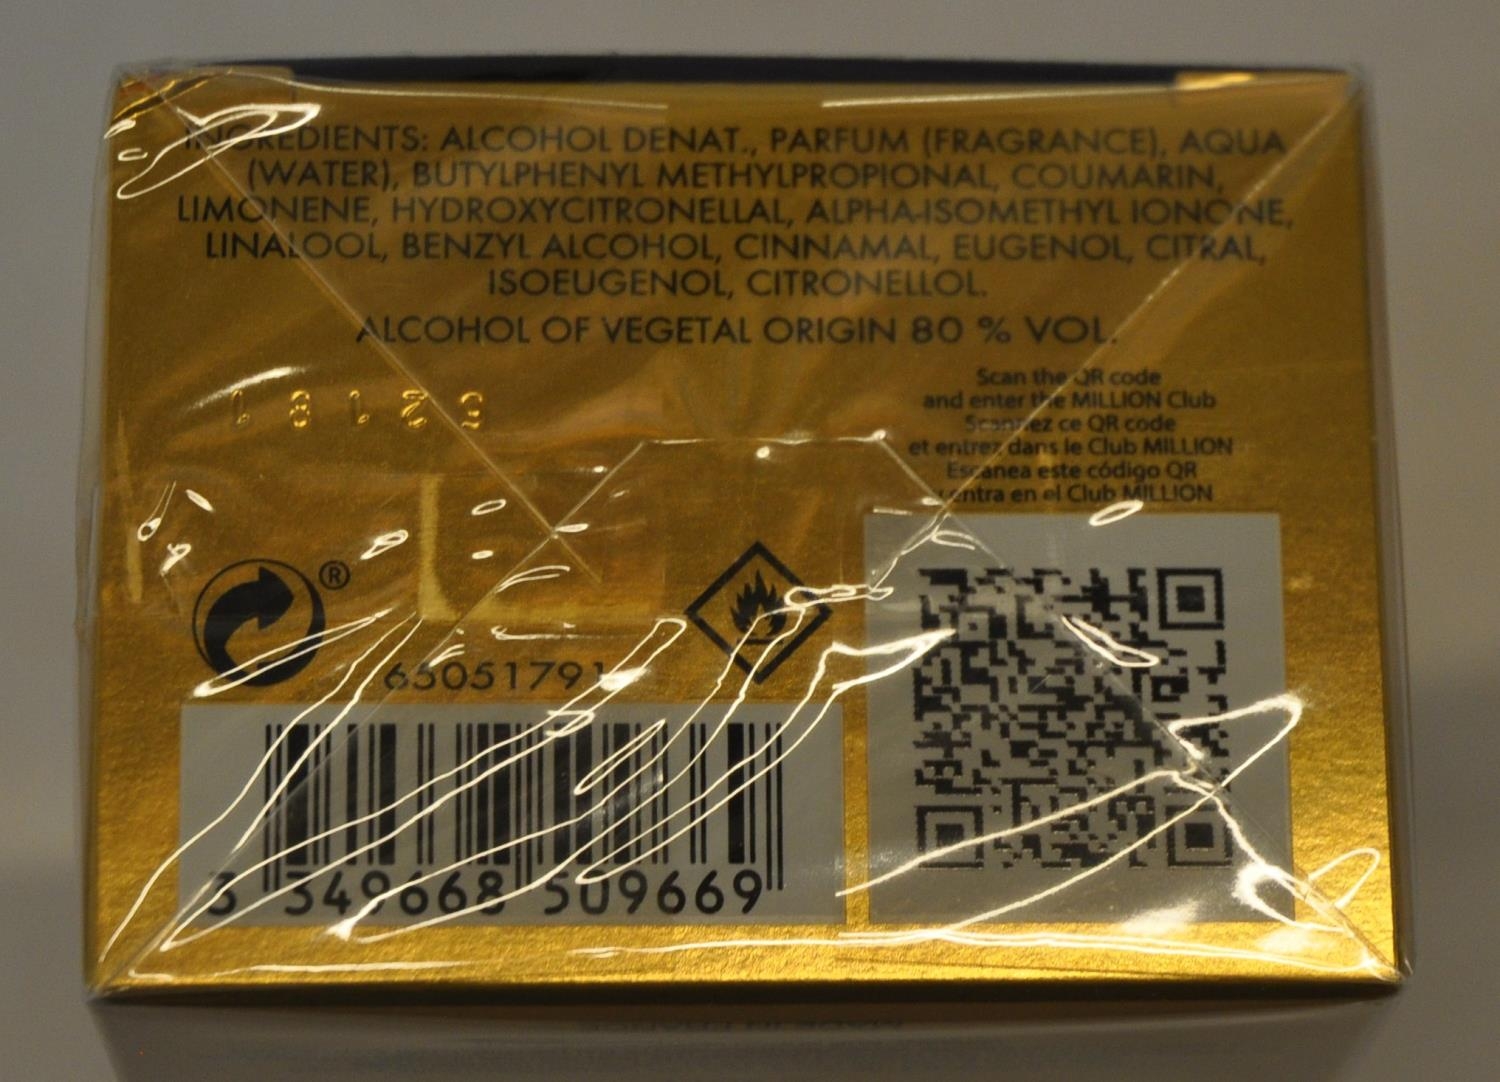 INGREDIENTS: ALCOHOL DENAT., PARFUM (FRAGRANCE), AQUA
(WATER), BUTYLPHENYL METHYLPROPIONAL, COUMARIN,
LIMONENE, HYDROXYCITRONELLAL, ALPHA-ISOMETHYL IONONE,
LINALOOL, BENZYL ALCOHOL, CINNAMAL, EUGENOL, CITRAL,
ISOEUGENOL, CITRONELLOL.
ALCOHOL OF VEGETAL ORIGIN 80 % VOL.
Scan the QR code
and enter the MILLION Club
Scannez ce QR code
et entrez dans le Club MILLION
Escanea este código QR
y entra en el Club MILLION
®
65051791
3 349668 509669